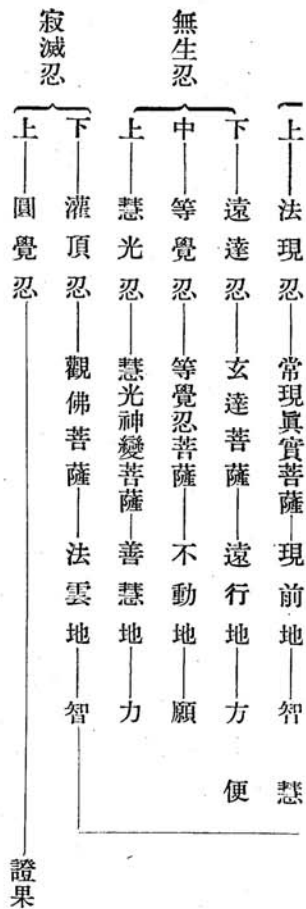 上 法現忍 常現眞實菩薩 現前地 智慧
無生忍
下 遠達忍 玄達菩薩 遠行地 方便
中 等覺忍 等覺忍菩薩 不動地 願
上 慧光忍 慧光神變菩薩 善慧地 力
寂滅忍
下 灌頂忍 觀佛菩薩 法雲地 智
上 圓覺忍 證果